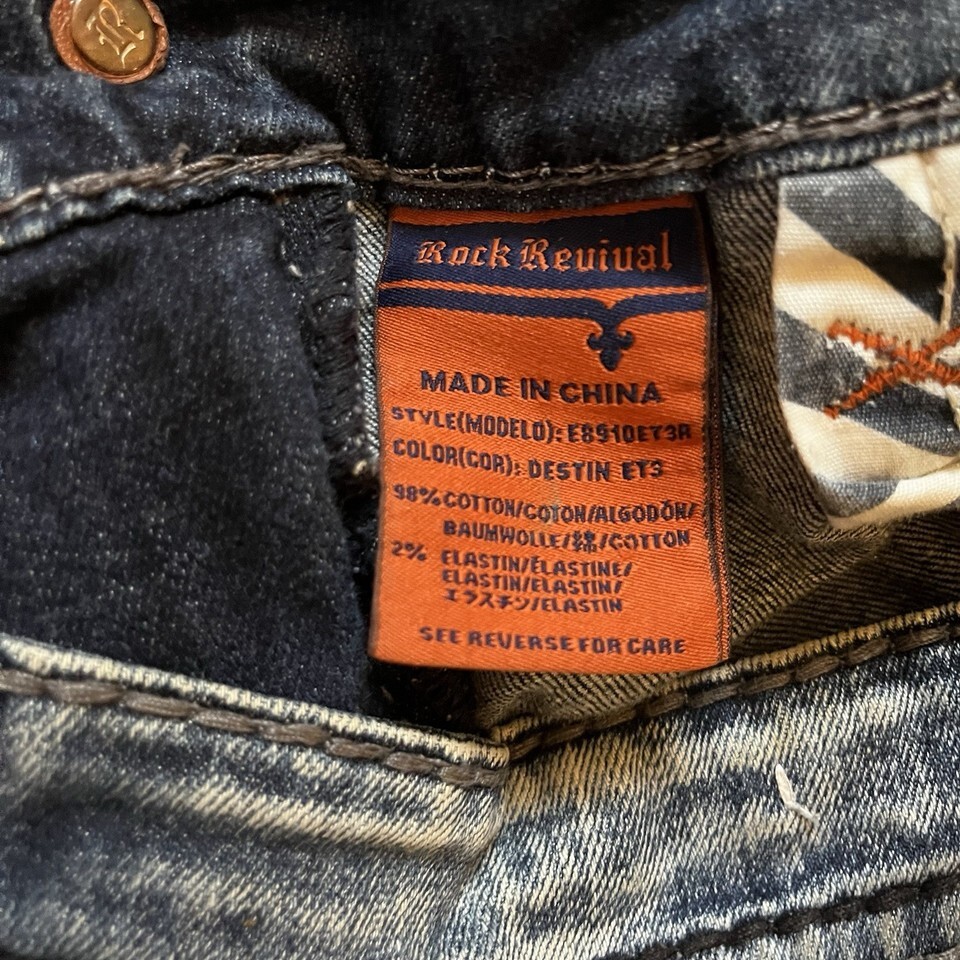 R
Rock Revival
MADE IN CHINA
STYLE(MODELO): E8910ET3R
COLOR(COR): DESTIN ET3
98% COTTON/COTON/ALGODÓN/
BAUMWOLLE/綿/COTTON
2% ELASTIN/ÉLASTINE/
ELASTIN/ELASTIN/
エラスチン/ELASTIN
SEE REVERSE FOR CARE